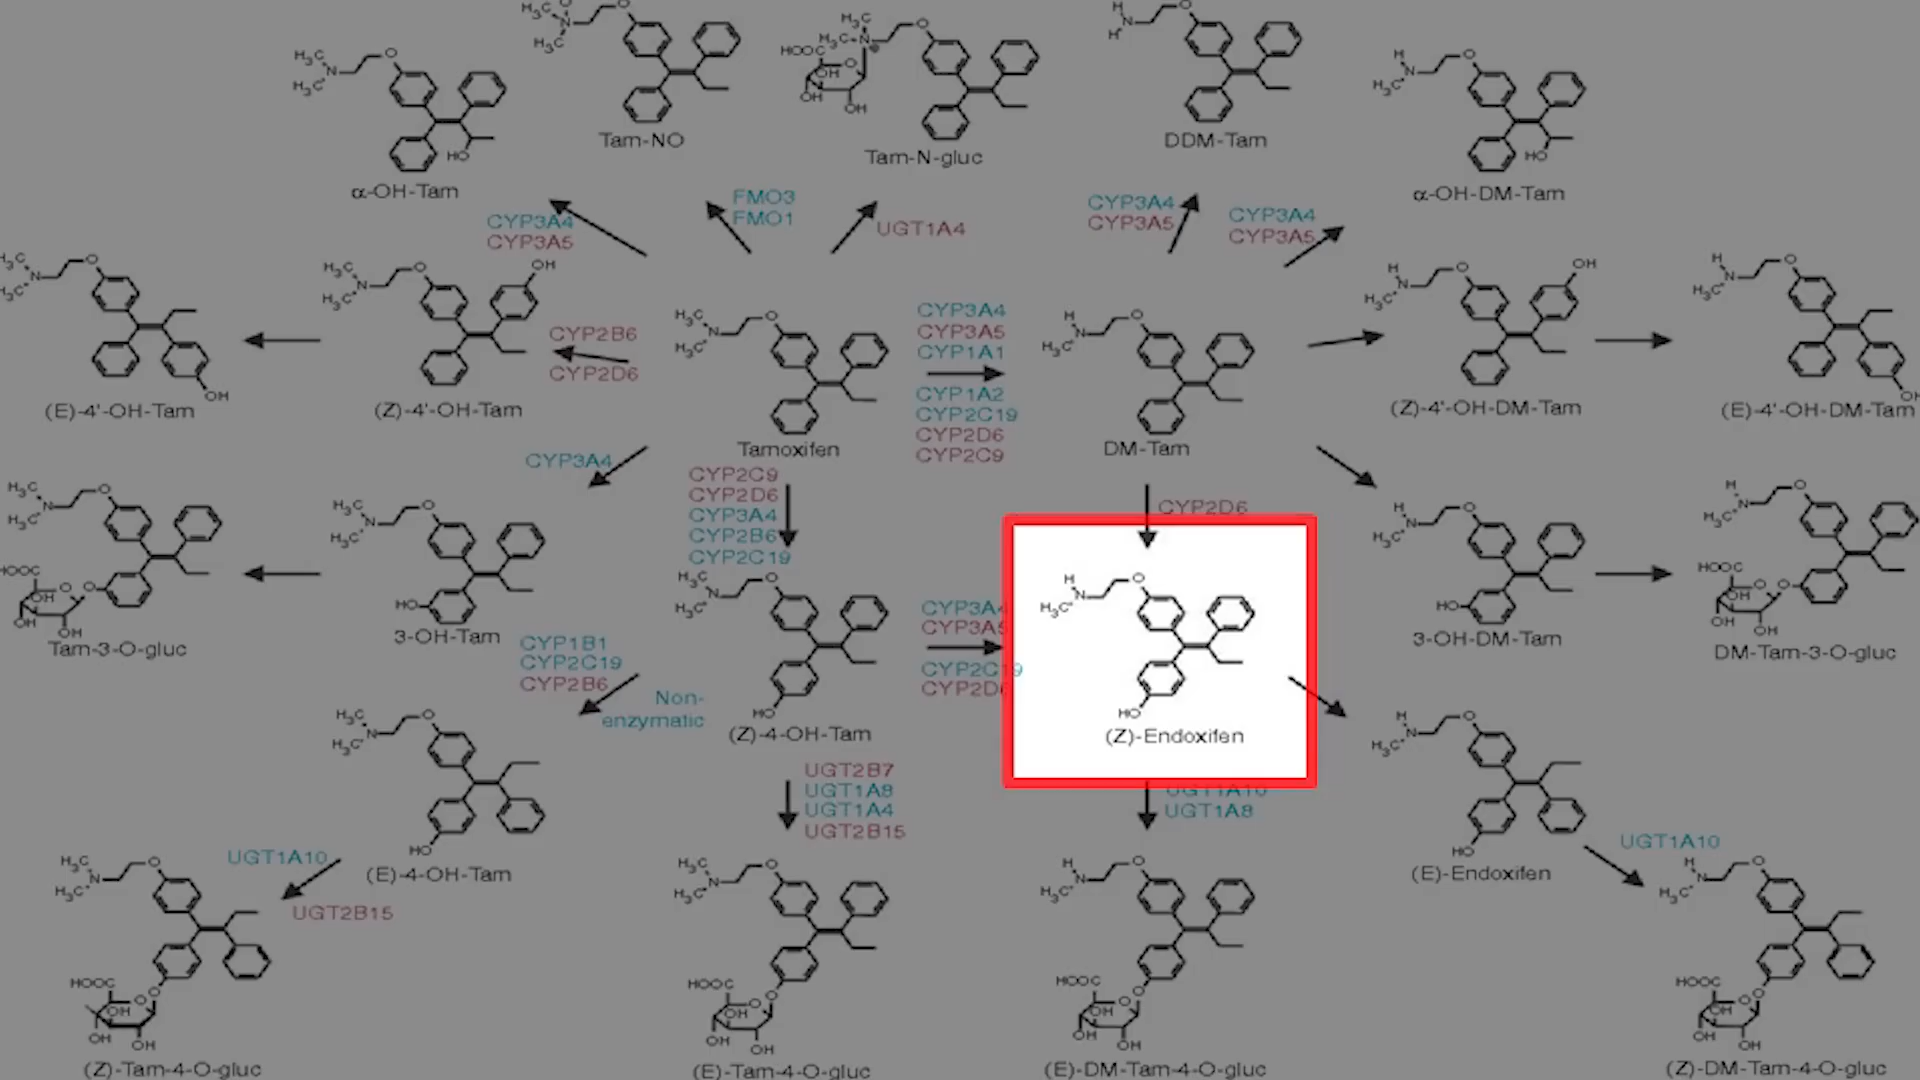 Tam-NO
Tam-N-gluc
DDM-Tam
α-OH-Tam
α-OH-DM-Tam
FMO3
FMO1
CYP3A4
CYP3A5
UGT1A4
CYP3A4
CYP3A5
CYP3A4
CYP3A5
(E)-4'-OH-Tam
(Z)-4'-OH-Tam
CYP2B6
CYP2D6
Tamoxifen
CYP3A4
CYP3A5
CYP1A1
CYP1A2
CYP2C19
CYP2D6
CYP2C9
DM-Tam
(Z)-4'-OH-DM-Tam
(E)-4'-OH-DM-Tam
CYP3A4
CYP2C9
CYP2D6
CYP3A4
CYP2B6
CYP2C19
CYP2D6
Tam-3-O-gluc
3-OH-Tam
CYP1B1
CYP2C19
CYP2B6
Non-
enzymatic
(Z)-4-OH-Tam
CYP3A4
CYP3A5
CYP2C19
CYP2D6
(Z)-Endoxifen
3-OH-DM-Tam
DM-Tam-3-O-gluc
UGT2B7
UGT1A8
UGT1A4
UGT2B15
UGT1A10
UGT1A8
(E)-4-OH-Tam
UGT1A10
UGT2B15
(E)-Endoxifen
UGT1A10
(Z)-Tam-4-O-gluc
(E)-Tam-4-O-gluc
(E)-DM-Tam-4-O-gluc
(Z)-DM-Tam-4-O-gluc